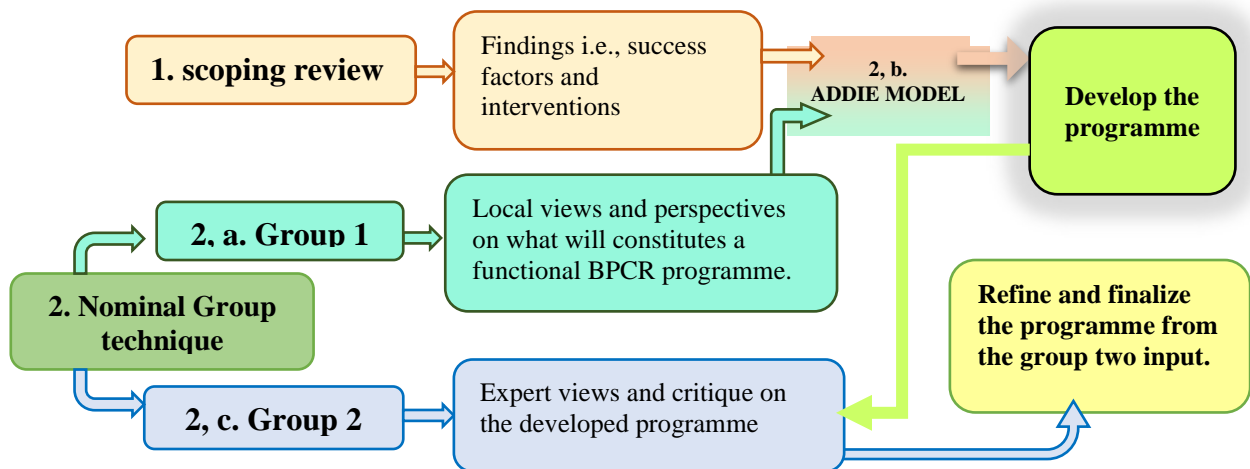 1. scoping review
Findings i.e., success
factors and
interventions
2, b.
ADDIE MODEL
Develop the
programme
2, a. Group 1
Local views and perspectives
on what will constitutes a
functional BPCR programme.
2. Nominal Group
technique
2, c. Group 2
Expert views and critique on
the developed programme
Refine and finalize
the programme from
the group two input.